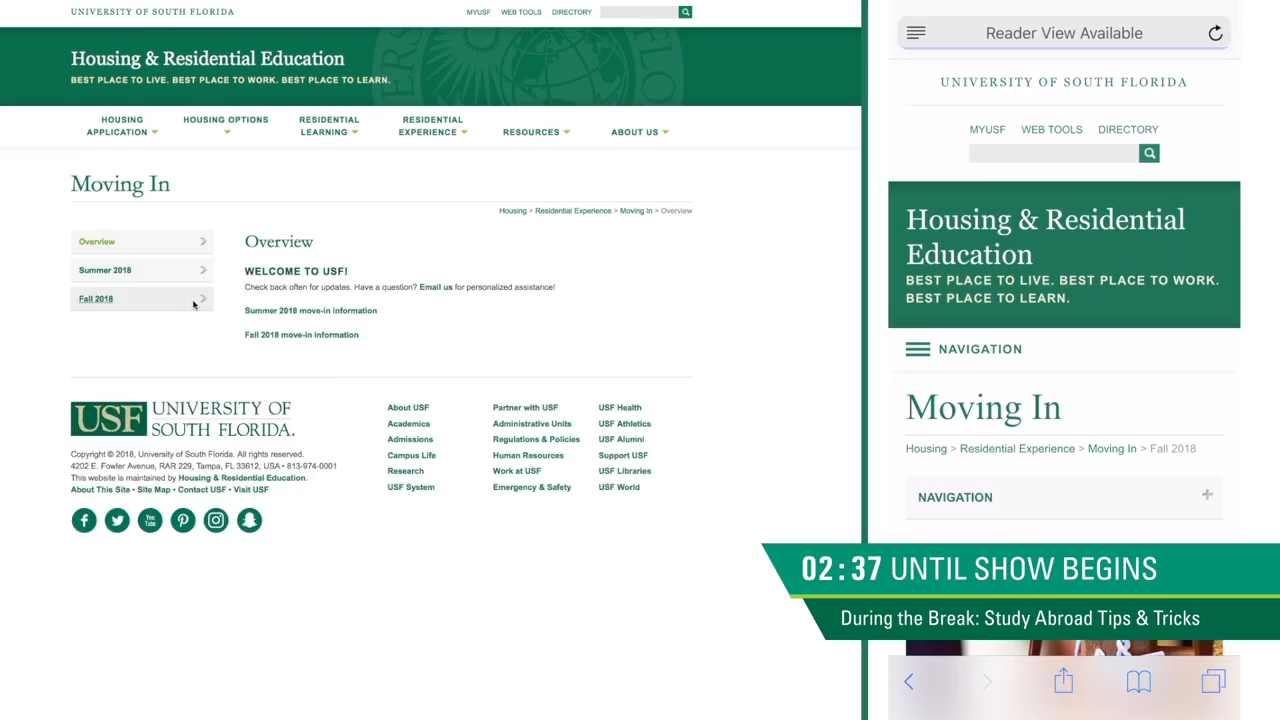 UNIVERSITY OF SOUTH FLORIDA
MYUSF WEB TOOLS DIRECTORY
Housing & Residential Education
BEST PLACE TO LIVE. BEST PLACE TO WORK. BEST PLACE TO LEARN.
HOUSING APPLICATION
HOUSING OPTIONS
RESIDENTIAL LEARNING
RESIDENTIAL EXPERIENCE
RESOURCES
ABOUT US
Moving In
Housing > Residential Experience > Moving In > Overview
Overview
Summer 2018
Fall 2018
Overview
WELCOME TO USF!
Check back often for updates. Have a question? Email us for personalized assistance!
Summer 2018 move-in information
Fall 2018 move-in information
USF UNIVERSITY OF
SOUTH FLORIDA.
Copyright © 2018, University of South Florida. All rights reserved.
4202 E. Fowler Avenue, RAR 229, Tampa, FL 33612, USA • 813-974-0001
This website is maintained by Housing & Residential Education.
About This Site • Site Map • Contact USF • Visit USF
You Tube
About USF
Academics
Admissions
Campus Life
Research
USF System
Partner with USF
Administrative Units
Regulations & Policies
Human Resources
Work at USF
Emergency & Safety
USF Health
USF Athletics
USF Alumni
Support USF
USF Libraries
USF World
Reader View Available
UNIVERSITY OF SOUTH FLORIDA
MYUSF WEB TOOLS DIRECTORY
Housing & Residential
Education
BEST PLACE TO LIVE. BEST PLACE TO WORK.
BEST PLACE TO LEARN.
NAVIGATION
Moving In
Housing > Residential Experience > Moving In > Fall 2018
NAVIGATION
02:37 UNTIL SHOW BEGINS
During the Break: Study Abroad Tips & Tricks